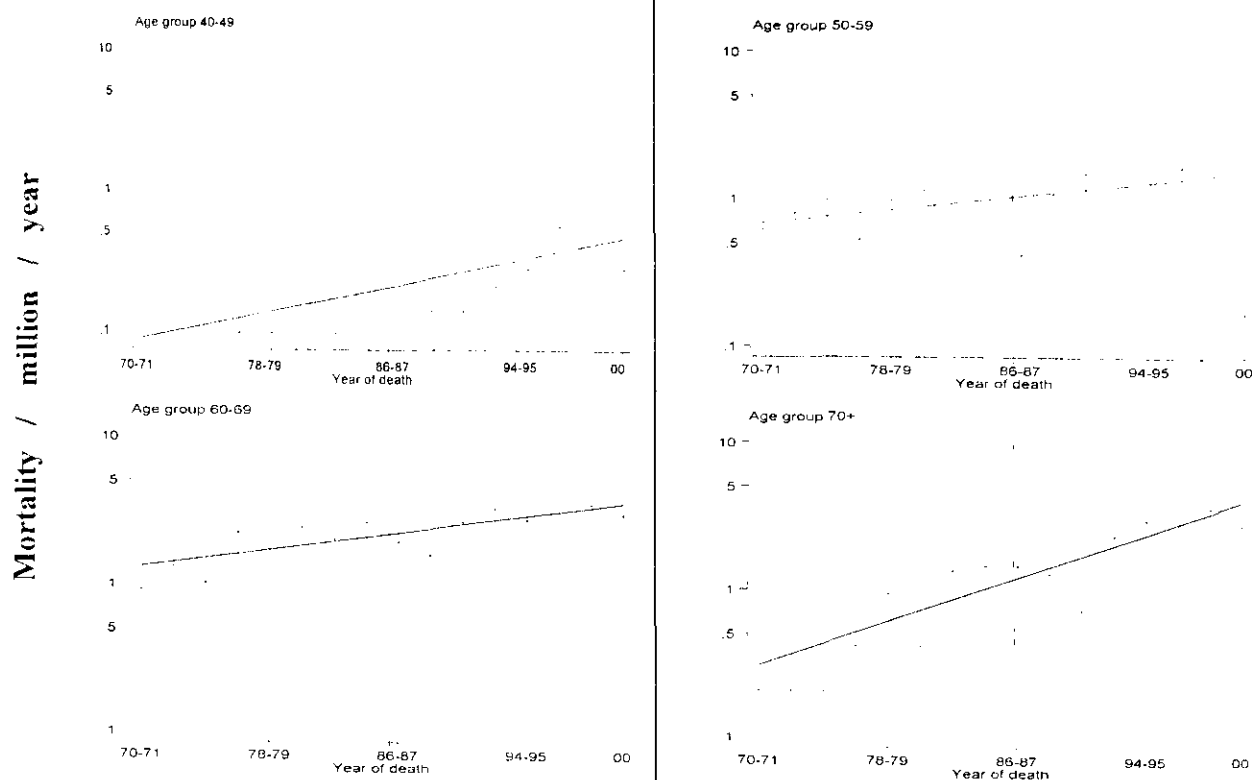 Mortality / million / year
Age group 40-49
10
5
1
.5
.1
70-71 78-79 86-87 94-95 00
Year of death
Age group 50-59
10
5
1
.5
.1
70-71 78-79 86-87 94-95 00
Year of death
Age group 60-69
10
5
1
5
1
70-71 78-79 86-87 94-95 00
Year of death
Age group 70+
10
5
1
.5
1
70-71 78-79 86-87 94-95 00
Year of death